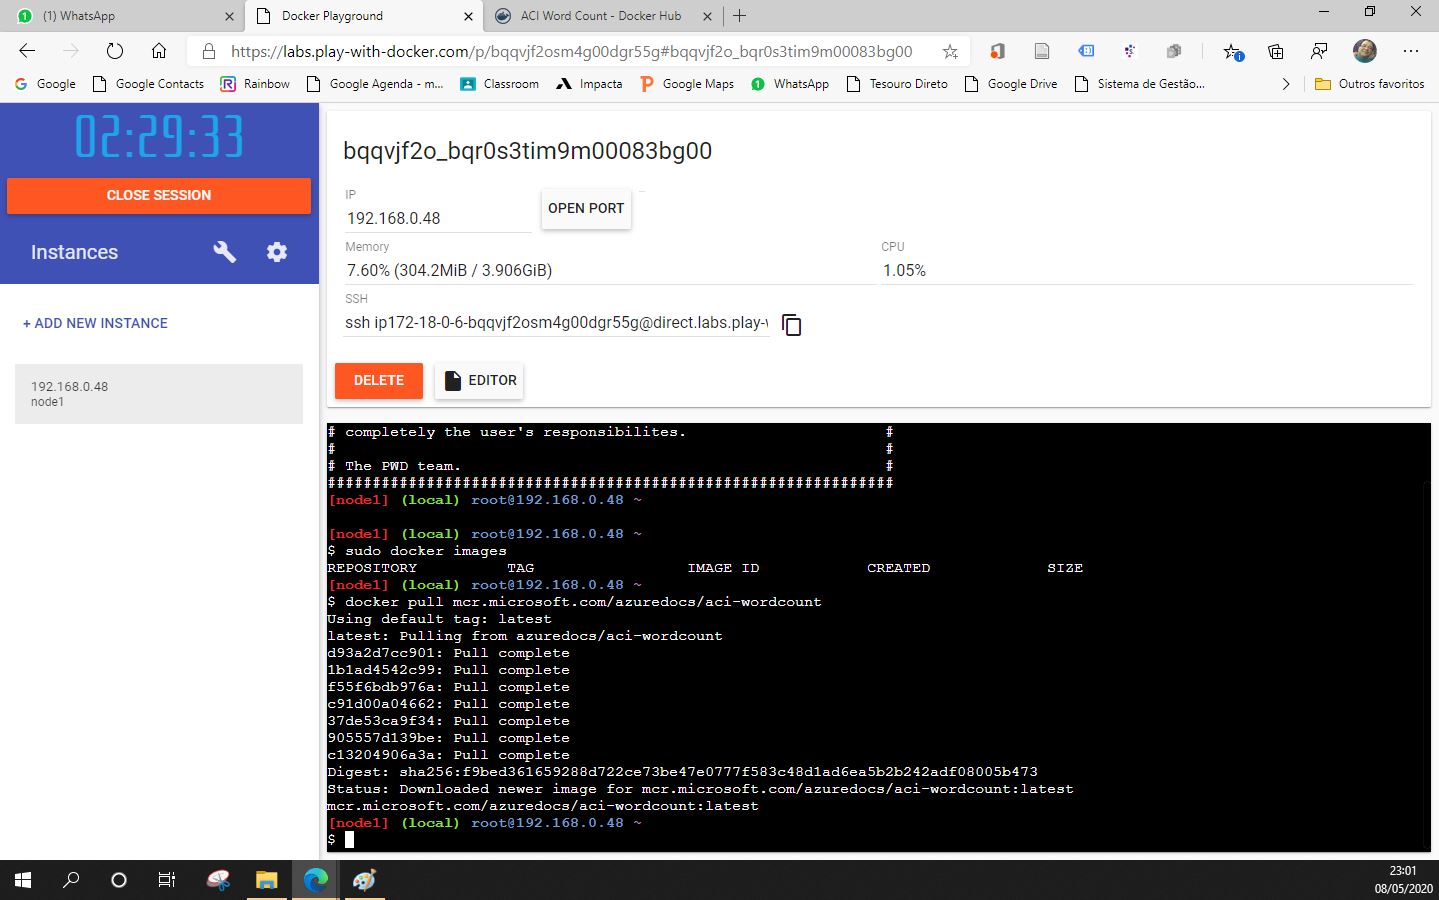 (1) WhatsApp
Docker Playground
ACI Word Count - Docker Hub
https://labs.play-with-docker.com/p/bqqvjf2osm4g00dgr55g#bqqvjf2o_bqr0s3tim9m00083bg00
Google
Google Contacts
Rainbow
Google Agenda - m...
Classroom
Impacta
Google Maps
WhatsApp
Tesouro Direto
Google Drive
Sistema de Gestão...
Outros favoritos
02:29:33
CLOSE SESSION
Instances
+ ADD NEW INSTANCE
192.168.0.48
node1
bqqvjf2o_bqr0s3tim9m00083bg00
IP
192.168.0.48
OPEN PORT
Memory
7.60% (304.2MiB / 3.906GiB)
CPU
1.05%
SSH
ssh ip172-18-0-6-bqqvjf2osm4g00dgr55g@direct.labs.play-v
DELETE
EDITOR
# completely the user's responsibilites. #
# #
# The PWD team. #
###############################################################
[node1] (local) root@192.168.0.48 ~
[node1] (local) root@192.168.0.48 ~
$ sudo docker images
REPOSITORY TAG IMAGE ID CREATED SIZE
[node1] (local) root@192.168.0.48 ~
$ docker pull mcr.microsoft.com/azuredocs/aci-wordcount
Using default tag: latest
latest: Pulling from azuredocs/aci-wordcount
d93a2d7cc901: Pull complete
1b1ad4542c99: Pull complete
f55f6bdb976a: Pull complete
c91d00a04662: Pull complete
37de53ca9f34: Pull complete
905557d139be: Pull complete
c13204906a3a: Pull complete
Digest: sha256:f9bed361659288d722ce73be47e0777f583c48d1ad6ea5b2b242adf08005b473
Status: Downloaded newer image for mcr.microsoft.com/azuredocs/aci-wordcount:latest
mcr.microsoft.com/azuredocs/aci-wordcount:latest
[node1] (local) root@192.168.0.48 ~
$
23:01
08/05/2020